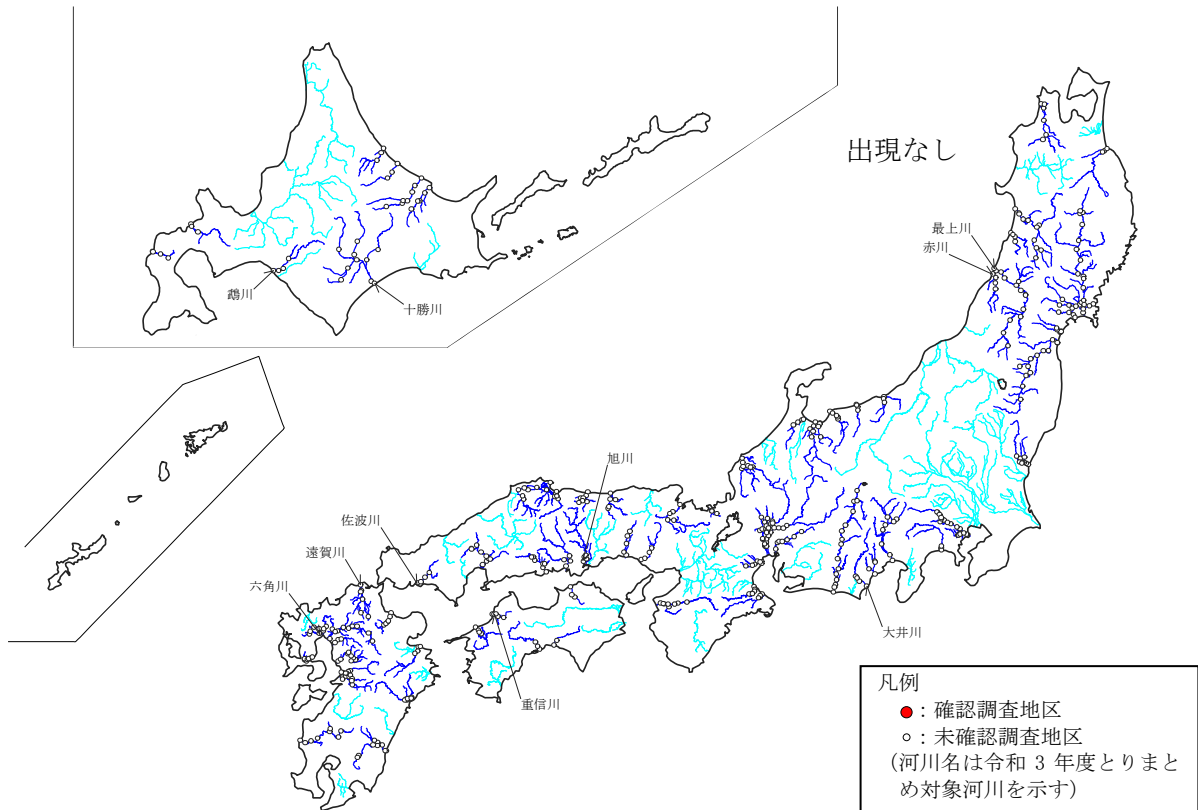 出現なし
最上川
赤川
鵡川
十勝川
旭川
佐波川
遠賀川
六角川
大井川
重信川
凡例
●：確認調査地区
○：未確認調査地区
（河川名は令和 3 年度とりまと
め対象河川を示す）